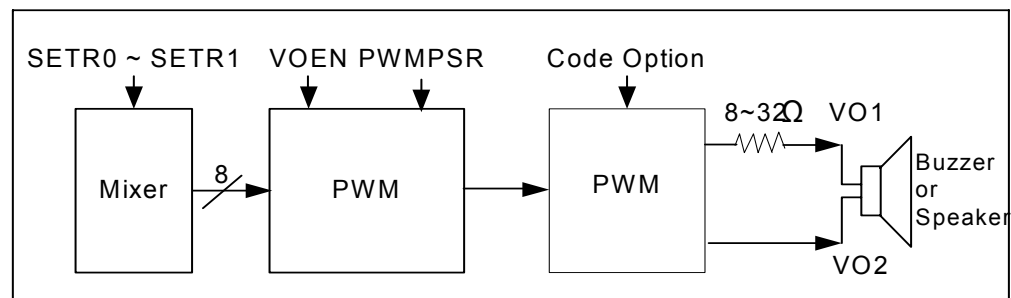 SETR0 ~ SETR1
VOEN PWMPSR
Code Option
8~32Ω
VO1
8
Mixer
PWM
PWM
Buzzer
or
Speaker
VO2